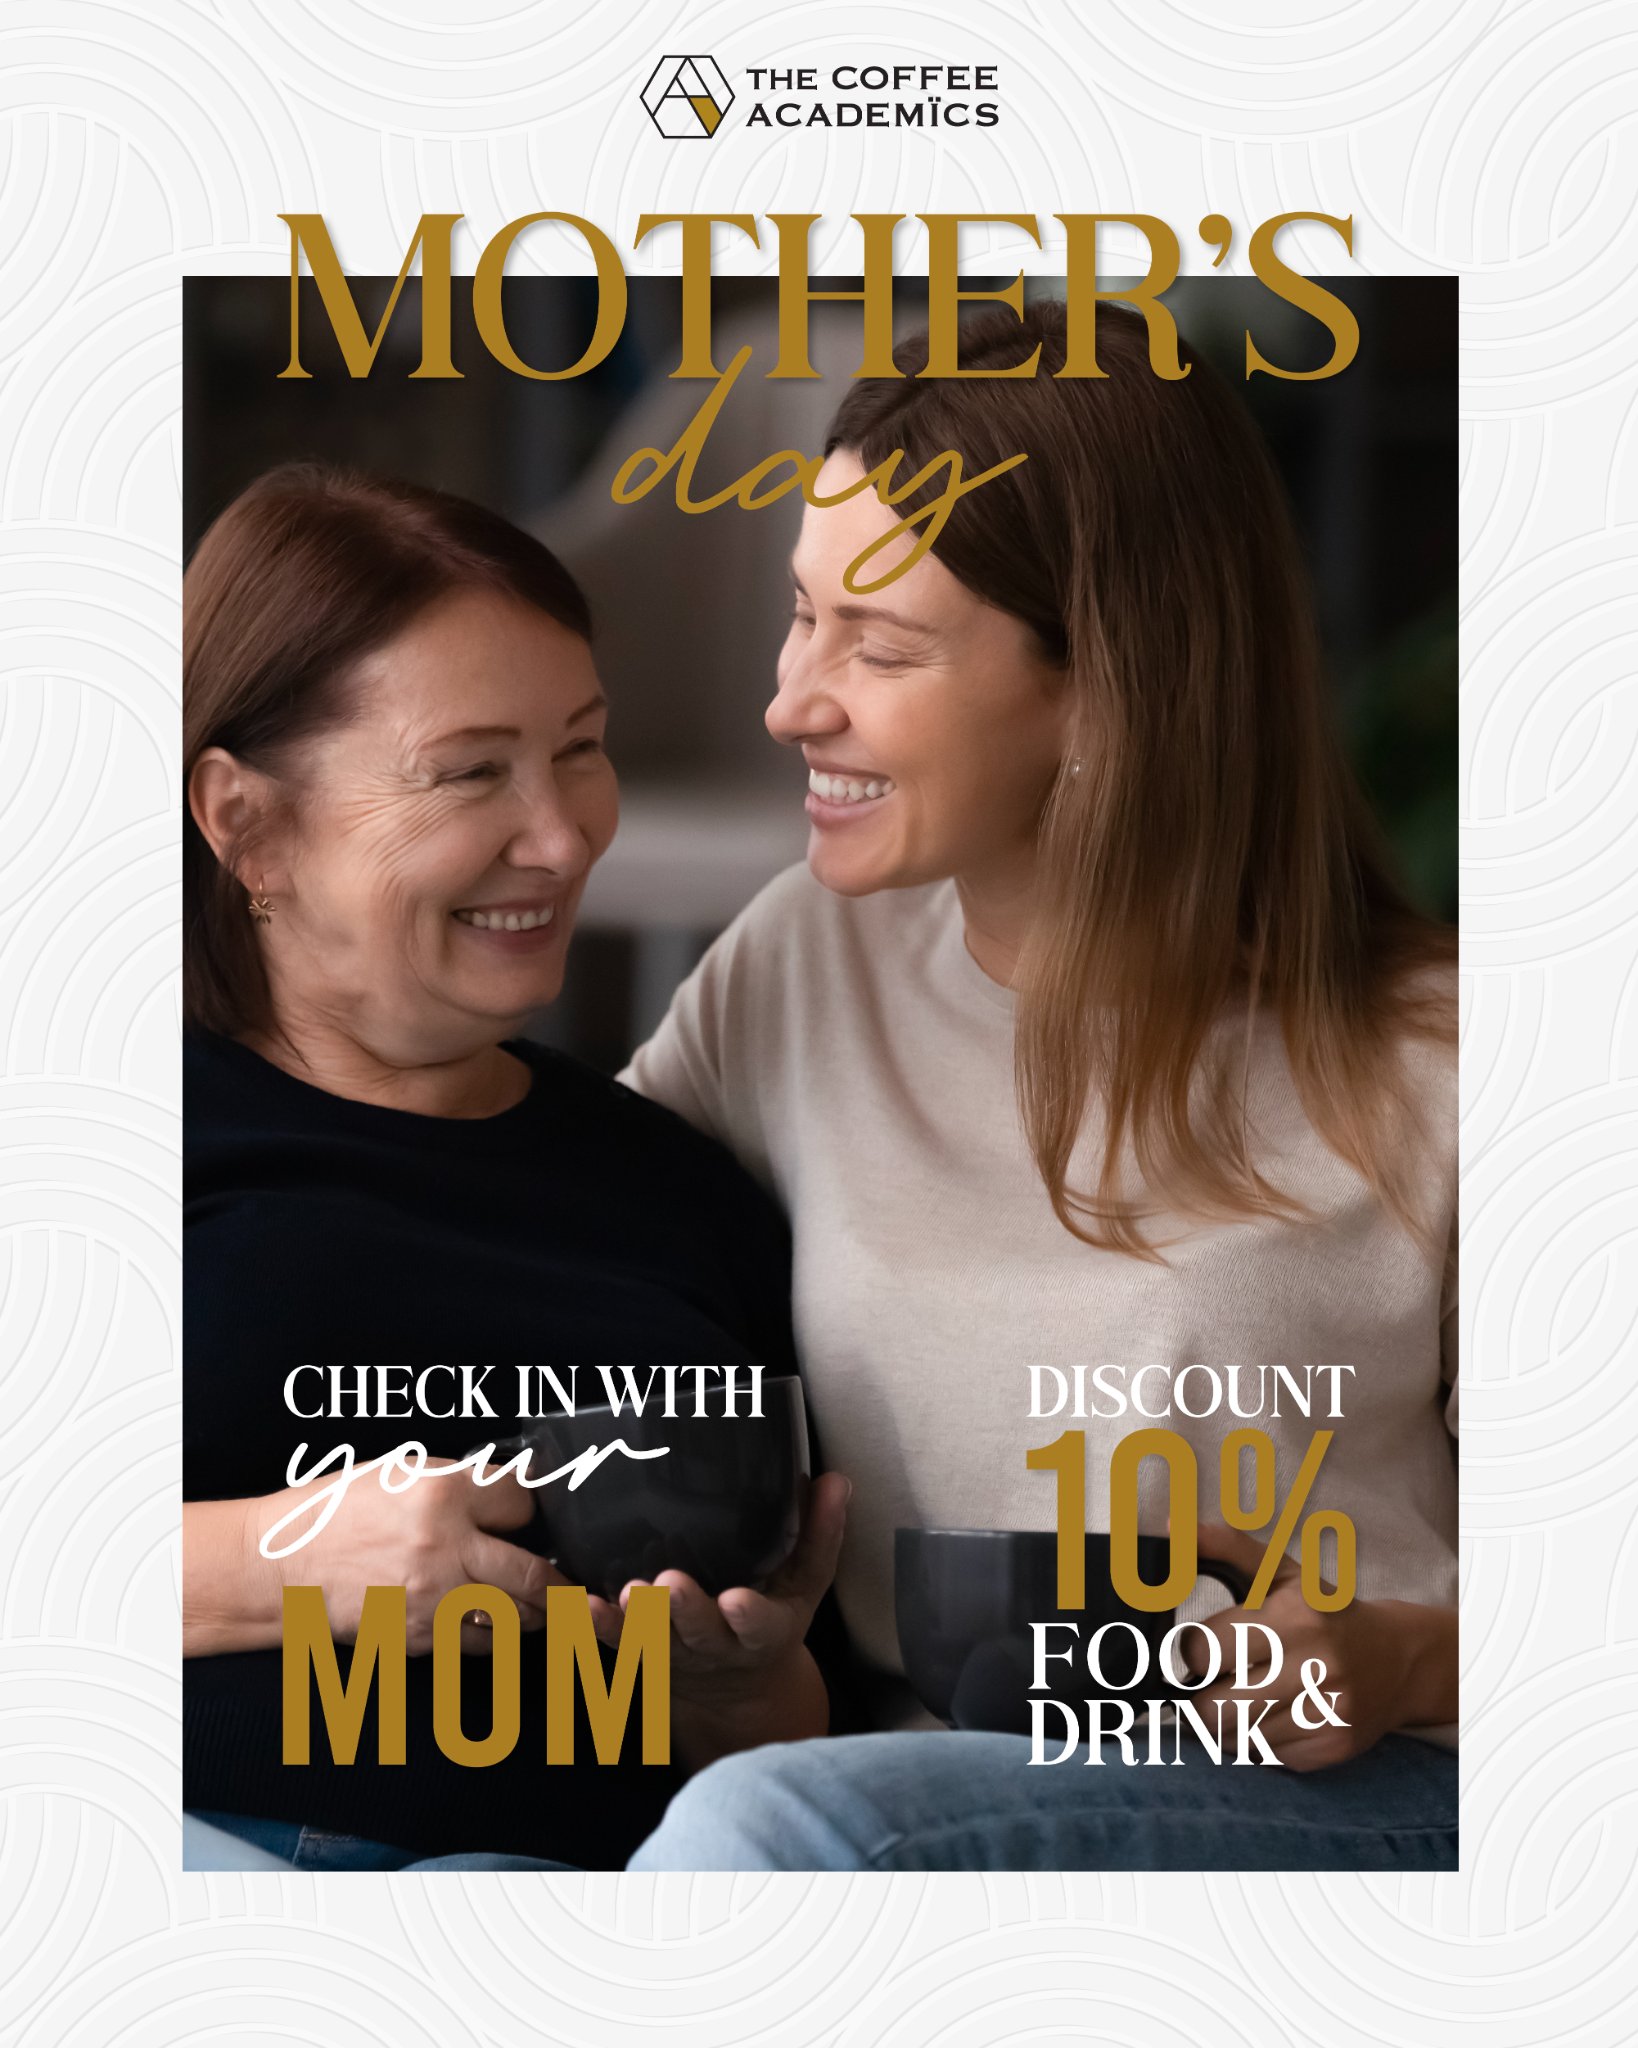 THE COFFEE
ACADEMÏCS
MOTHER'S
day
CHECK IN WITH
your
MOM
DISCOUNT
10%
FOOD &
DRINK